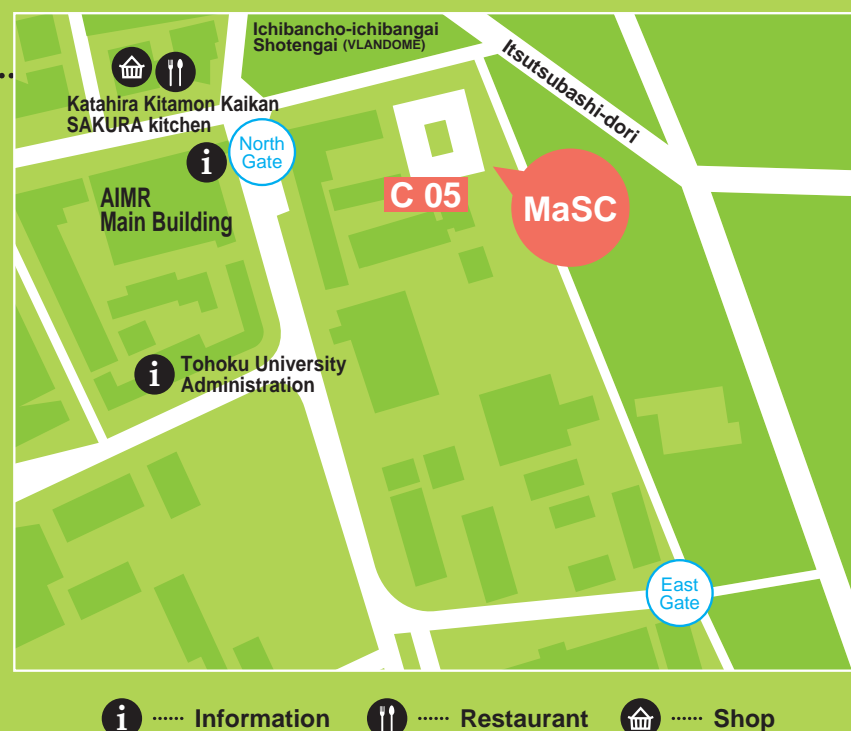 Ichibancho-ichibangai
Shotengai (VLANDOME)
Itsutsubashi-dori
Katahira Kitamon Kaikan
SAKURA kitchen
North
Gate
i
AIMR
Main Building
C 05
MaSC
i
Tohoku University
Administration
East
Gate
i ...... Information ...... Restaurant ...... Shop